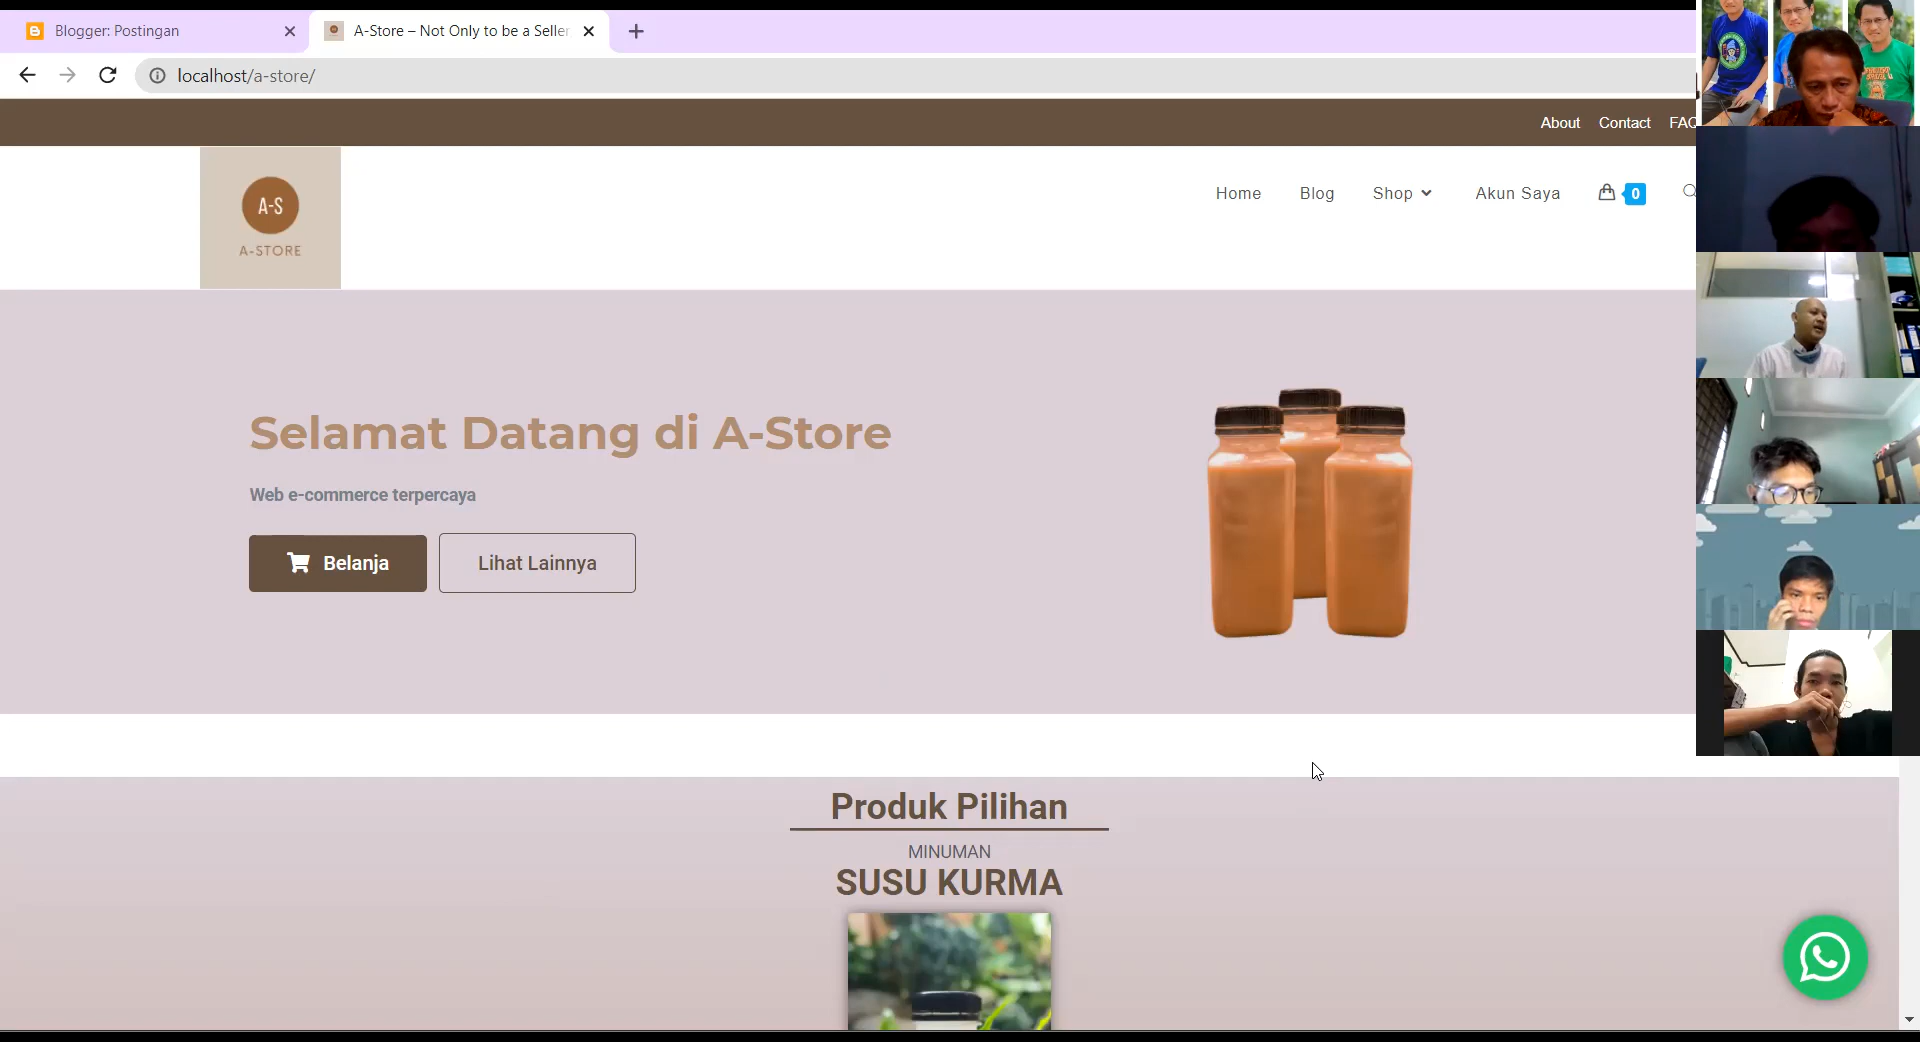 Blogger: Postingan
A-Store – Not Only to be a Seller
localhost/a-store/
About Contact FAQ
A-S
A-STORE
Home Blog Shop Akun Saya 0
Selamat Datang di A-Store
Web e-commerce terpercaya
Belanja Lihat Lainnya
Produk Pilihan
MINUMAN
SUSU KURMA